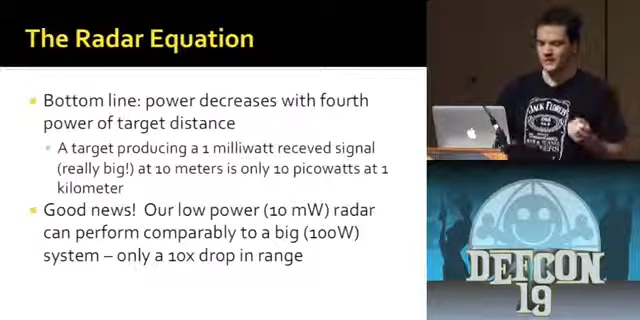 The Radar Equation
Bottom line: power decreases with fourth
power of target distance
A target producing a 1 milliwatt receved signal
(really big!) at 10 meters is only 10 picowatts at 1
kilometer
Good news! Our low power (10 mW) radar
can perform comparably to a big (100W)
system – only a 10x drop in range
JACK FLOREY
DEFCON
19